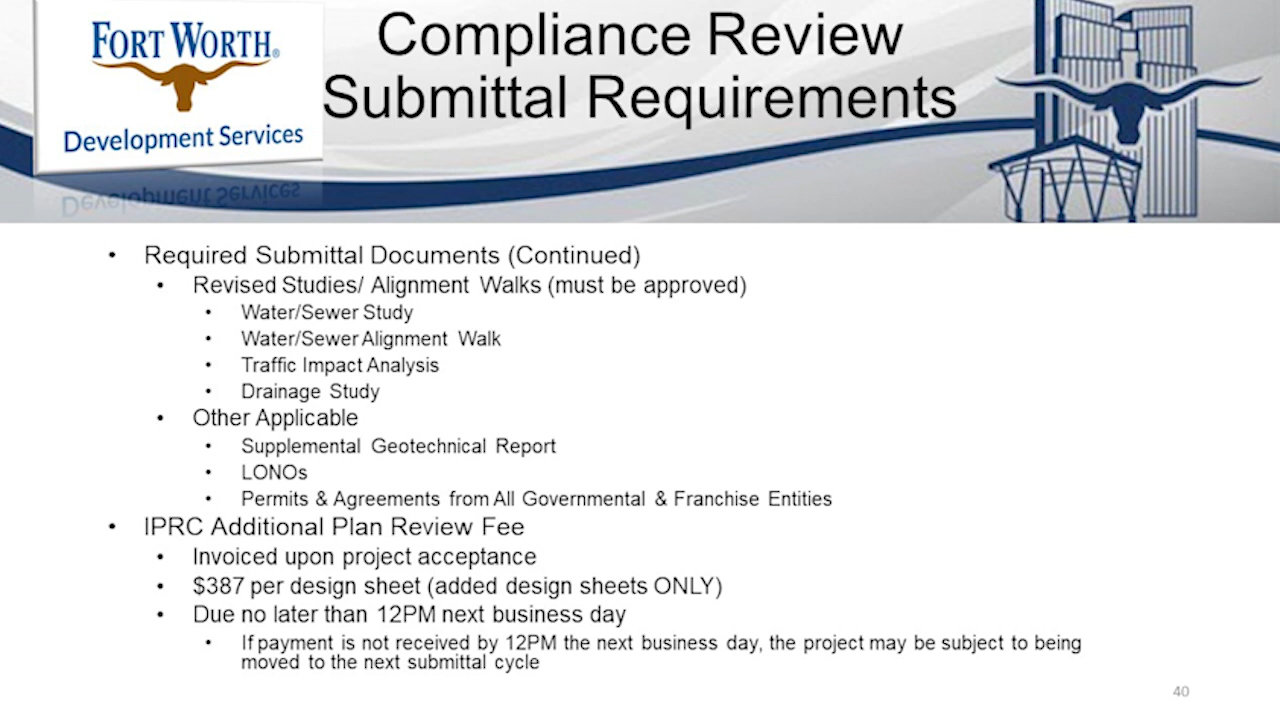 FORT WORTH®
Development Services
Development Services
Compliance Review
Submittal Requirements
• Required Submittal Documents (Continued)
• Revised Studies/ Alignment Walks (must be approved)
• Water/Sewer Study
• Water/Sewer Alignment Walk
• Traffic Impact Analysis
• Drainage Study
• Other Applicable
• Supplemental Geotechnical Report
• LONOs
• Permits & Agreements from All Governmental & Franchise Entities
• IPRC Additional Plan Review Fee
• Invoiced upon project acceptance
• $387 per design sheet (added design sheets ONLY)
• Due no later than 12PM next business day
• If payment is not received by 12PM the next business day, the project may be subject to being
moved to the next submittal cycle
40